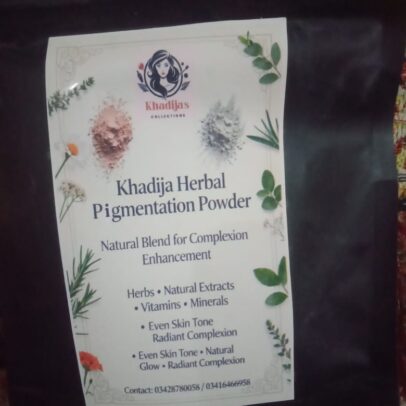 Khadija's
COLLECTIONS
Khadija Herbal
Pigmentation Powder
Natural Blend for Complexion
Enhancement
Herbs • Natural Extracts
• Vitamins • Minerals
• Even Skin Tone
Radiant Complexion
• Even Skin Tone • Natural
Glow • Radiant Complexion
Contact: 03428780058 / 03416466958